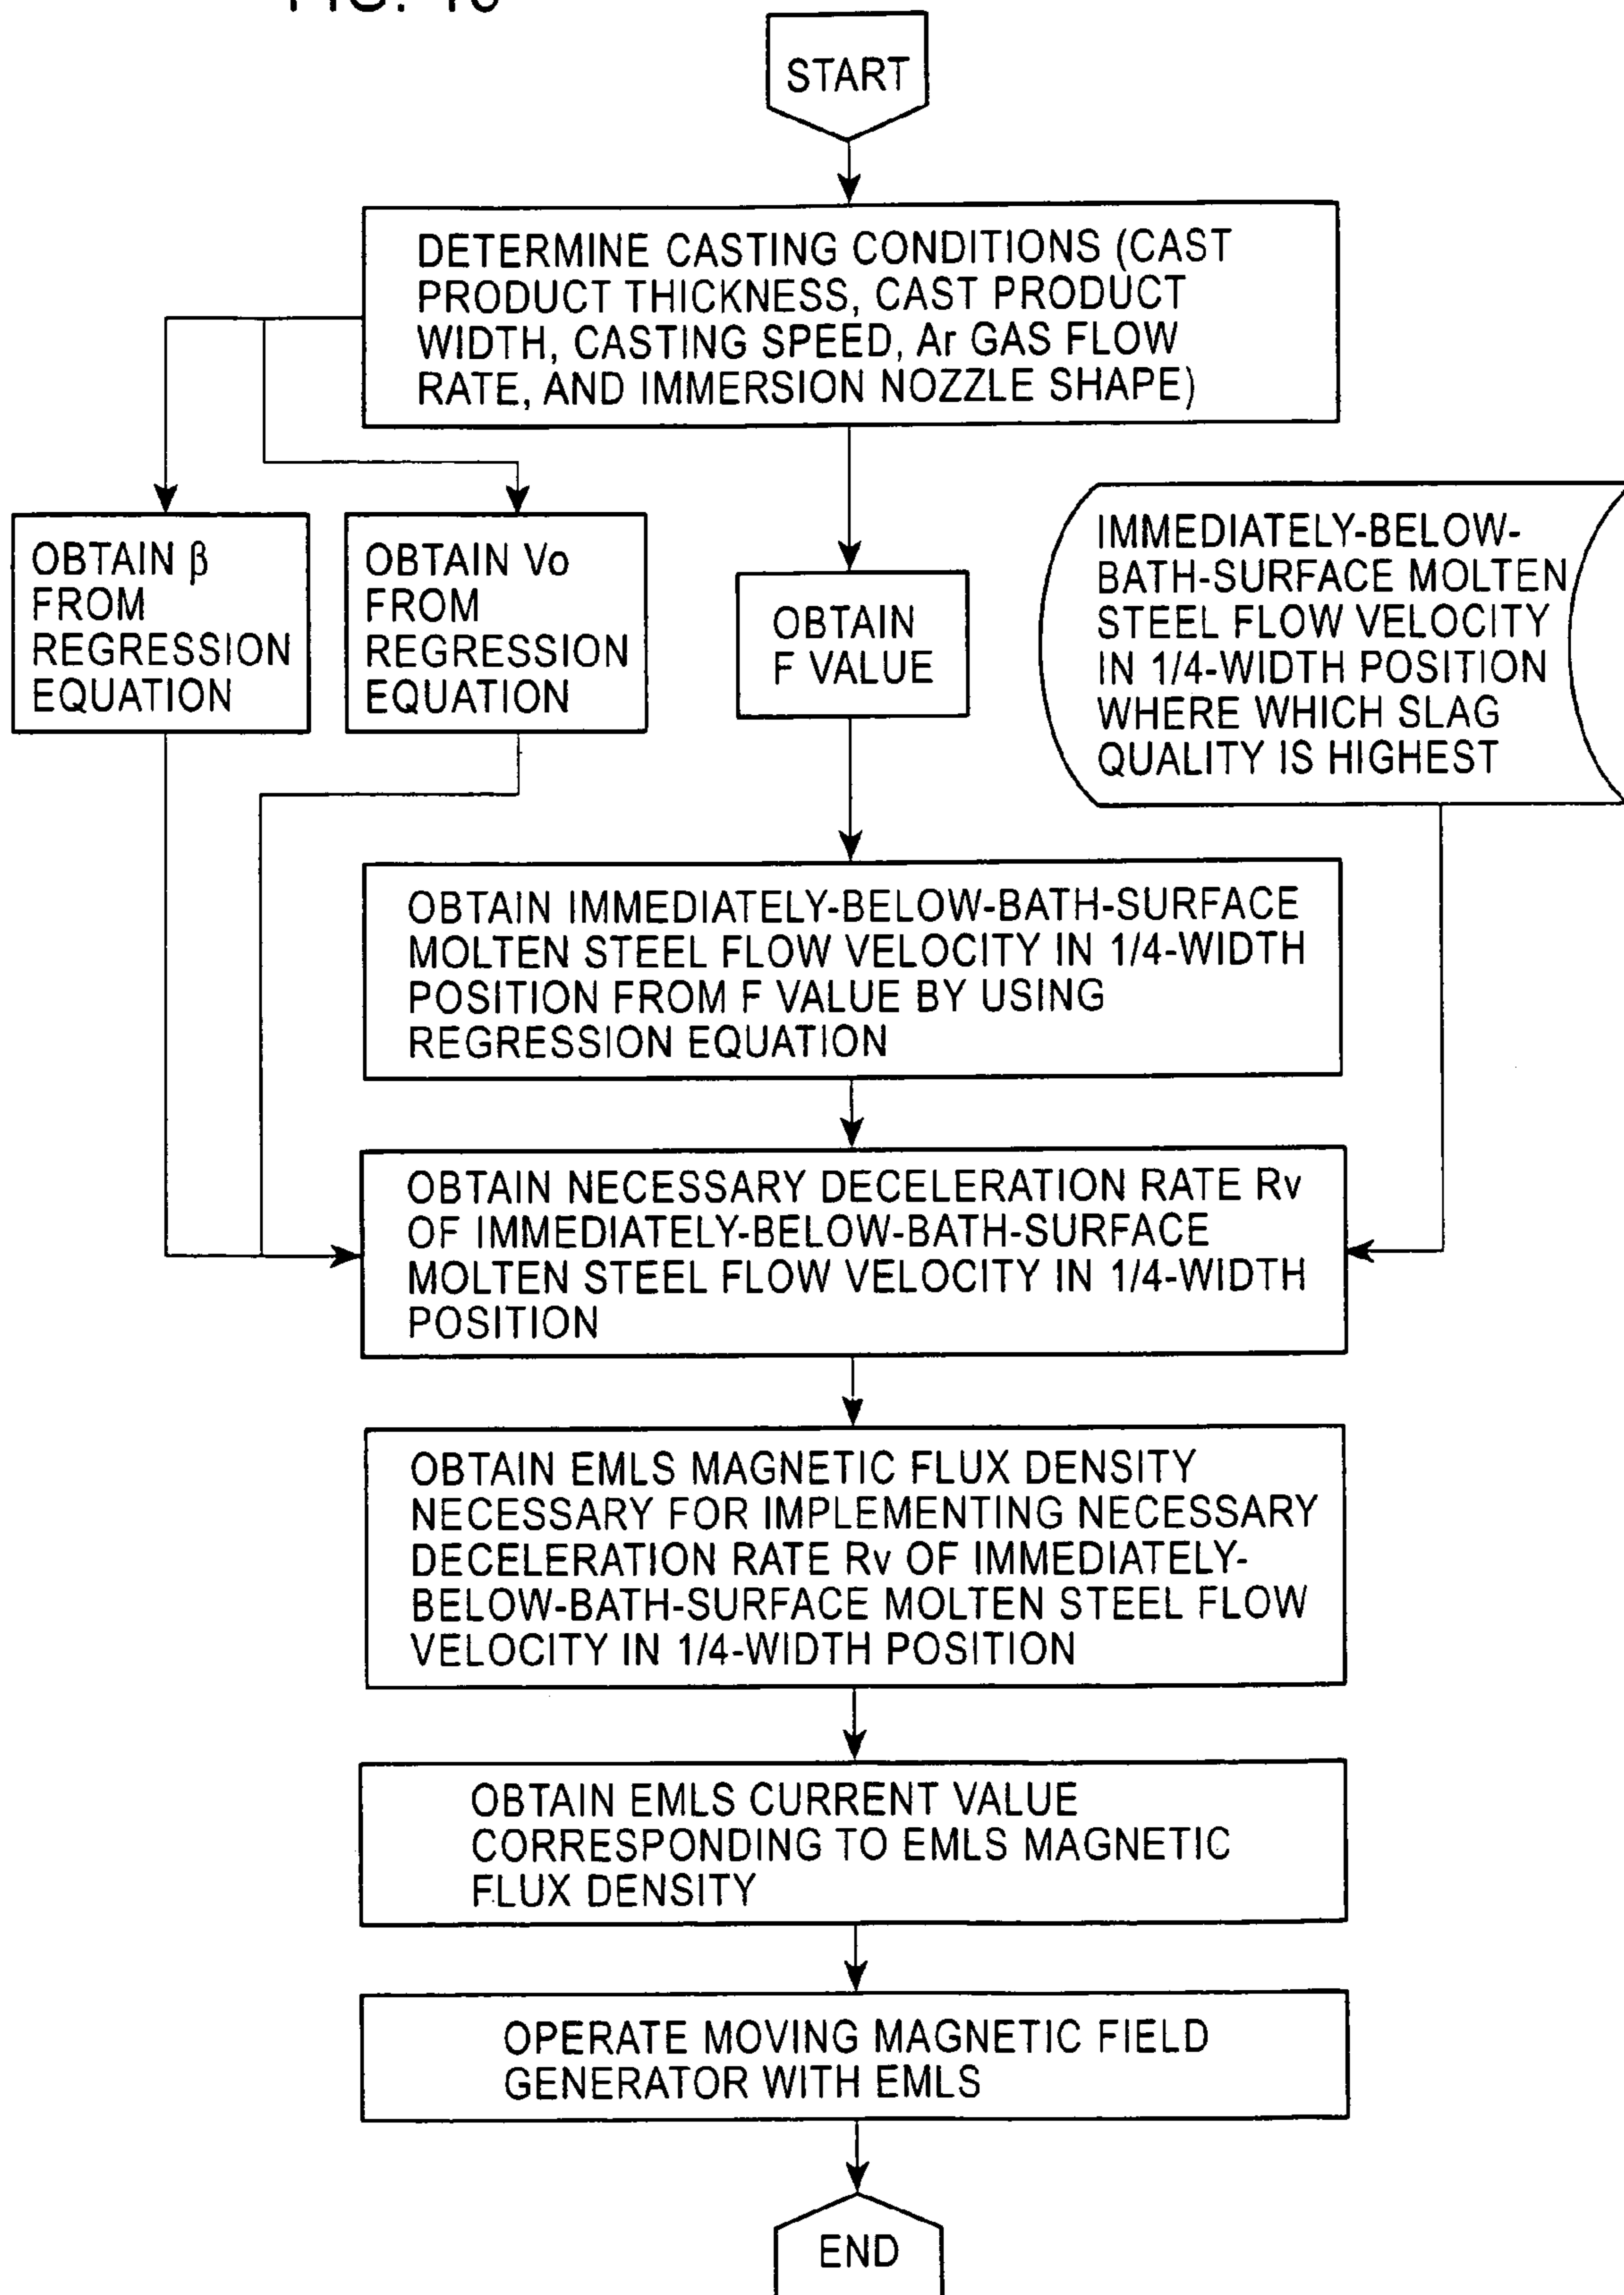 START
DETERMINE CASTING CONDITIONS (CAST
PRODUCT THICKNESS, CAST PRODUCT
WIDTH, CASTING SPEED, Ar GAS FLOW
RATE, AND IMMERSION NOZZLE SHAPE)
OBTAIN β
FROM
REGRESSION
EQUATION
OBTAIN Vo
FROM
REGRESSION
EQUATION
OBTAIN
F VALUE
IMMEDIATELY-BELOW-
BATH-SURFACE MOLTEN
STEEL FLOW VELOCITY
IN 1/4-WIDTH POSITION
WHERE WHICH SLAG
QUALITY IS HIGHEST
OBTAIN IMMEDIATELY-BELOW-BATH-SURFACE
MOLTEN STEEL FLOW VELOCITY IN 1/4-WIDTH
POSITION FROM F VALUE BY USING
REGRESSION EQUATION
OBTAIN NECESSARY DECELERATION RATE Rv
OF IMMEDIATELY-BELOW-BATH-SURFACE
MOLTEN STEEL FLOW VELOCITY IN 1/4-WIDTH
POSITION
OBTAIN EMLS MAGNETIC FLUX DENSITY
NECESSARY FOR IMPLEMENTING NECESSARY
DECELERATION RATE Rv OF IMMEDIATELY-
BELOW-BATH-SURFACE MOLTEN STEEL FLOW
VELOCITY IN 1/4-WIDTH POSITION
OBTAIN EMLS CURRENT VALUE
CORRESPONDING TO EMLS MAGNETIC
FLUX DENSITY
OPERATE MOVING MAGNETIC FIELD
GENERATOR WITH EMLS
END